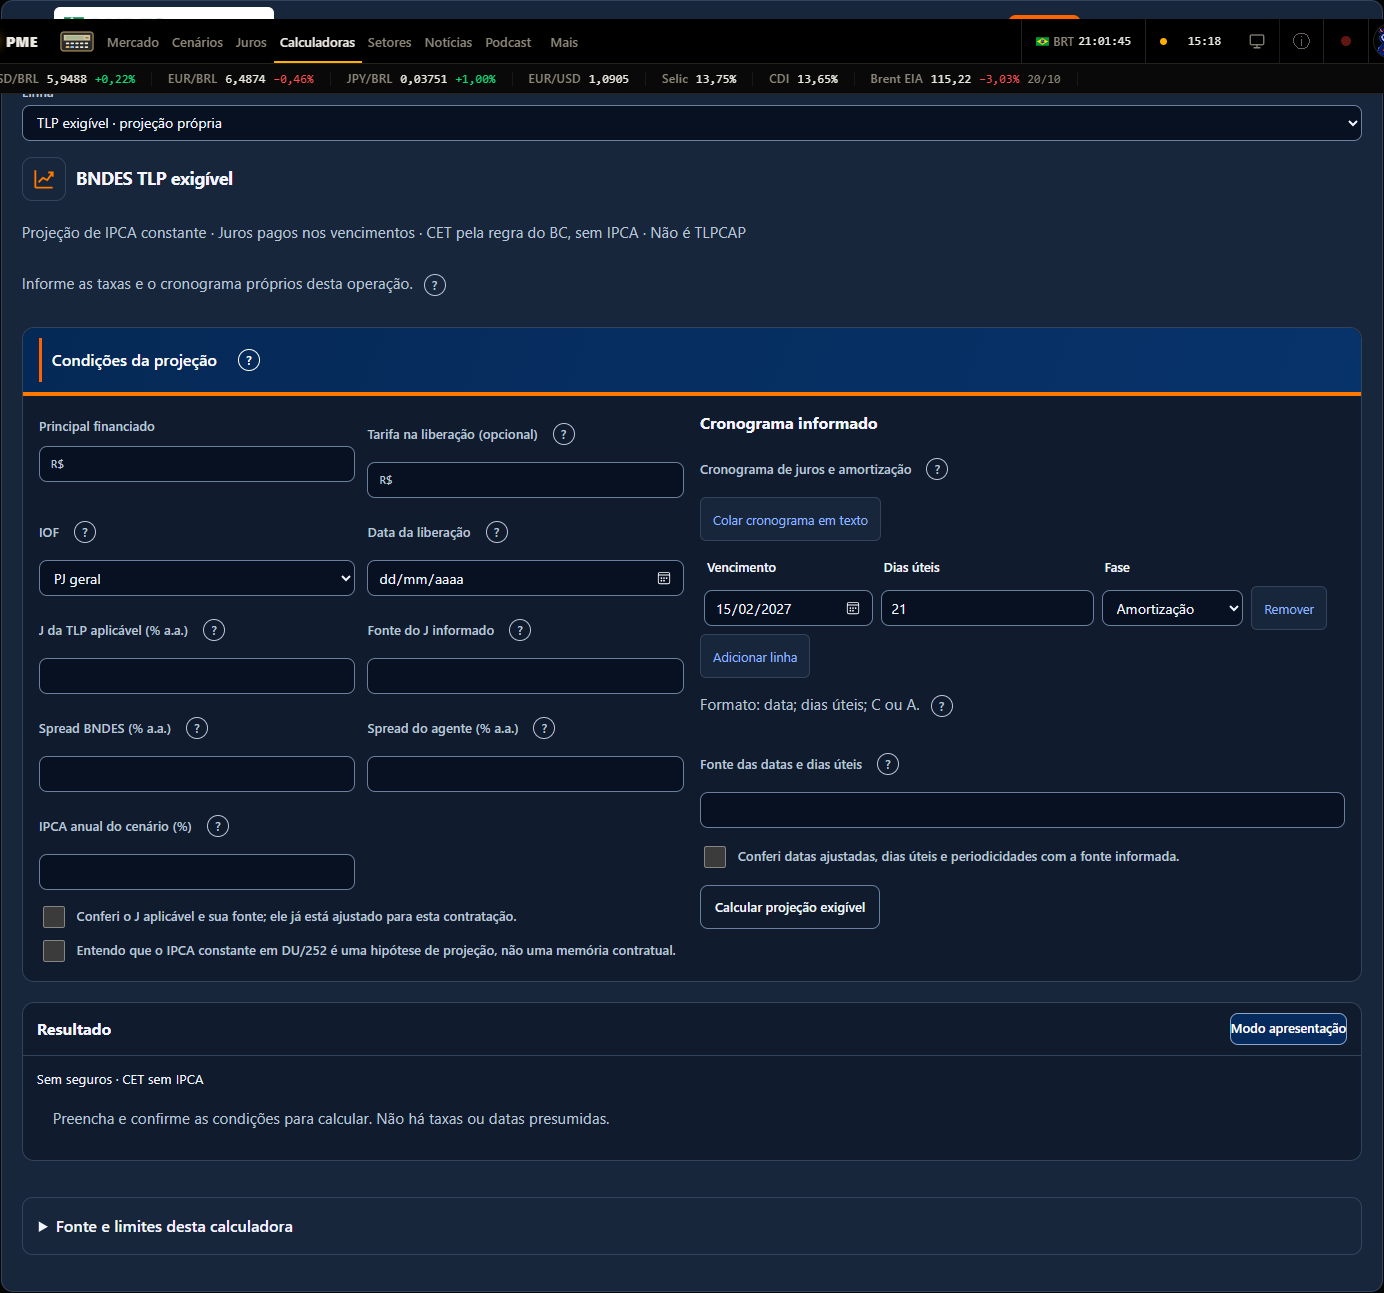 PME Mercado Cenários Juros Calculadoras Setores Notícias Podcast Mais BRT 21:01:45 15:18
SD/BRL 5,9488 +0,22% EUR/BRL 6,4874 -0,46% JPY/BRL 0,03751 +1,00% EUR/USD 1,0905 Selic 13,75% CDI 13,65% Brent EIA 115,22 -3,03% 20/10
Linha
TLP exigível · projeção própria
BNDES TLP exigível
Projeção de IPCA constante · Juros pagos nos vencimentos · CET pela regra do BC, sem IPCA · Não é TLPCAP
Informe as taxas e o cronograma próprios desta operação. ?
Condições da projeção ?
Principal financiado
R$
Tarifa na liberação (opcional) ?
R$
IOF ?
PJ geral
Data da liberação ?
dd/mm/aaaa
J da TLP aplicável (% a.a.) ?
Fonte do J informado ?
Spread BNDES (% a.a.) ?
Spread do agente (% a.a.) ?
IPCA anual do cenário (%) ?
Conferi o J aplicável e sua fonte; ele já está ajustado para esta contratação.
Entendo que o IPCA constante em DU/252 é uma hipótese de projeção, não uma memória contratual.
Cronograma informado
Cronograma de juros e amortização ?
Colar cronograma em texto
Vencimento Dias úteis Fase
15/02/2027 21 Amortização Remover
Adicionar linha
Formato: data; dias úteis; C ou A. ?
Fonte das datas e dias úteis ?
Conferi datas ajustadas, dias úteis e periodicidades com a fonte informada.
Calcular projeção exigível
Resultado
Modo apresentação
Sem seguros · CET sem IPCA
Preencha e confirme as condições para calcular. Não há taxas ou datas presumidas.
Fonte e limites desta calculadora